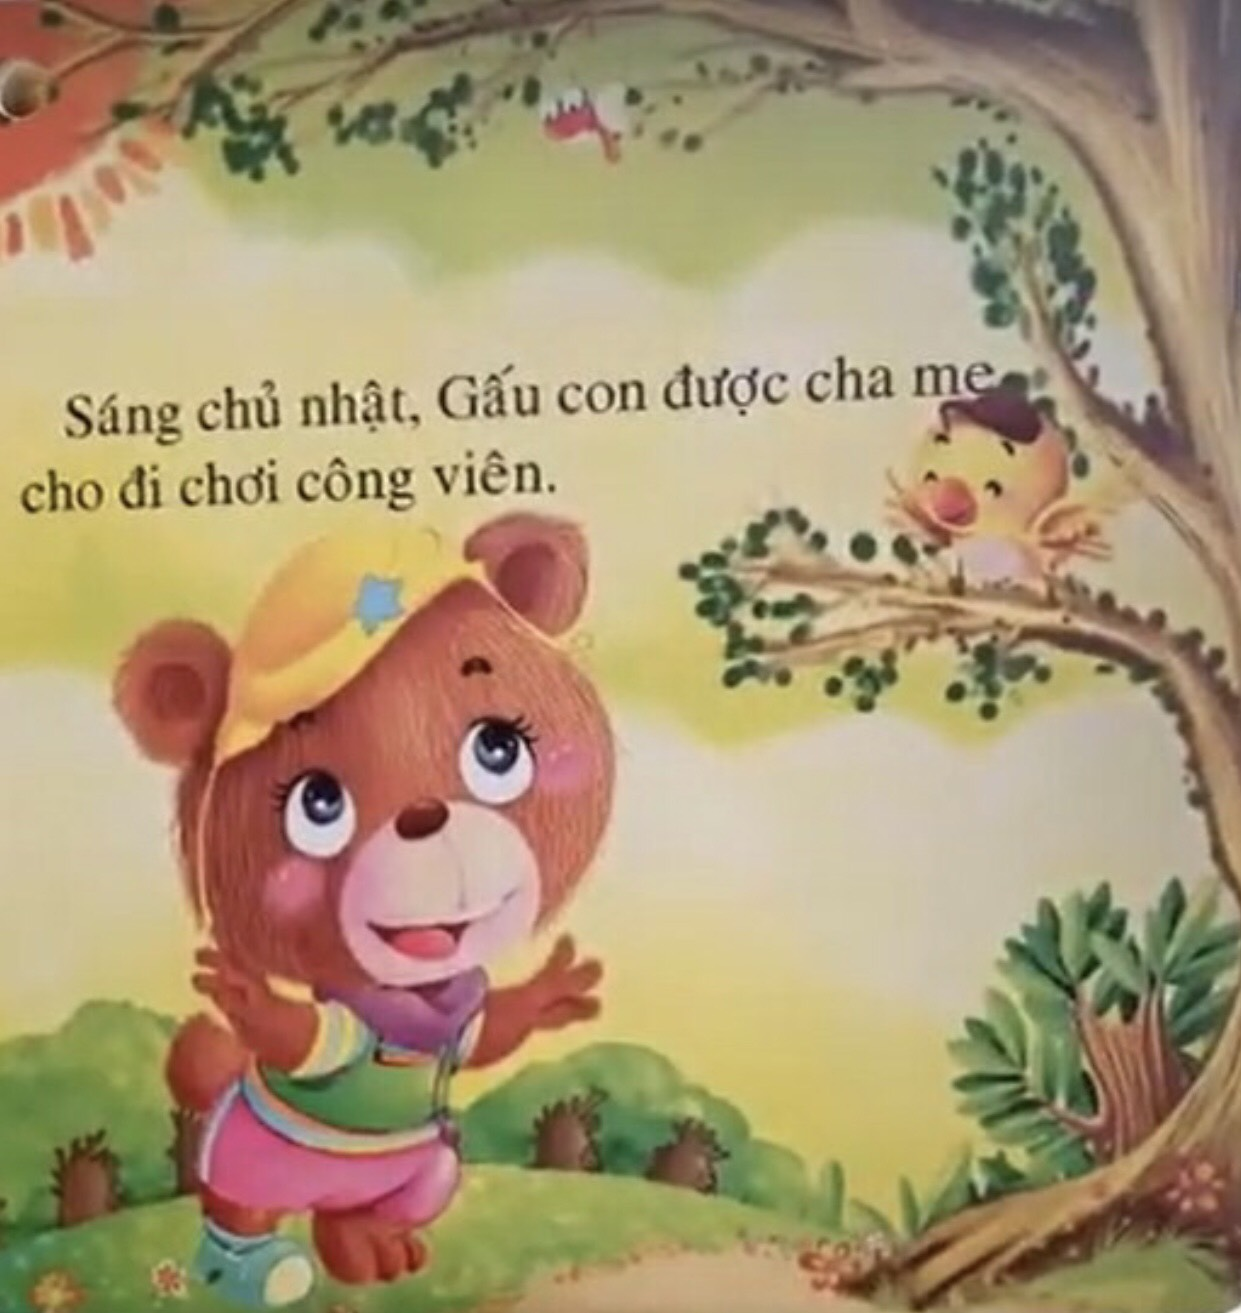 Sáng chủ nhật, Gấu con được cha mẹ
cho đi chơi công viên.